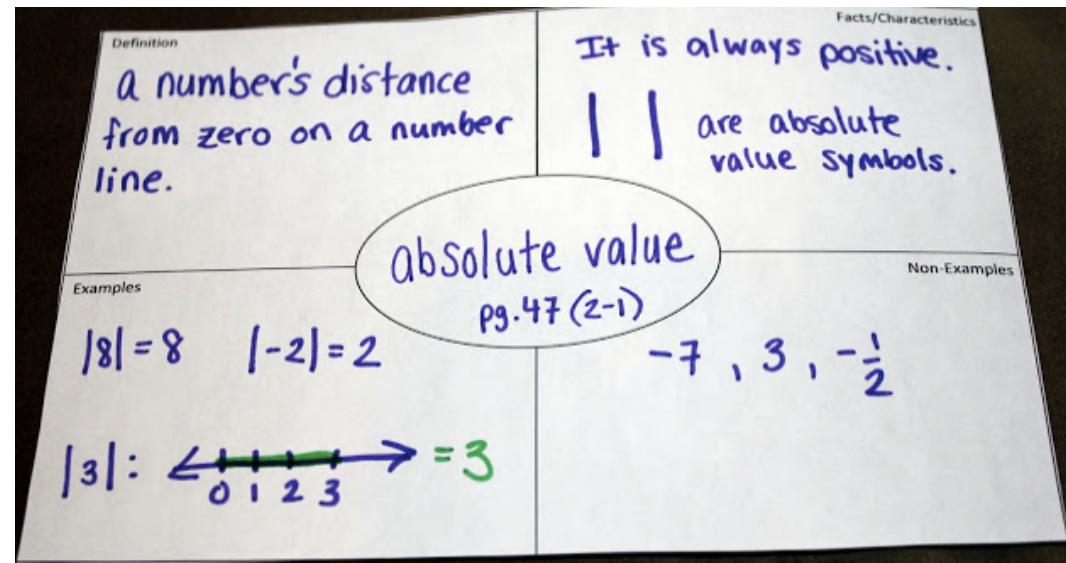 Definition
a number's distance
from zero on a number
line.
Facts/Characteristics
It is always positive.
| | are absolute
value symbols.
absolute value
pg.47 (2-1)
Examples
|8| = 8 |-2| = 2
|3|: 0 1 2 3 = 3
Non-Examples
-7, 3, -1/2